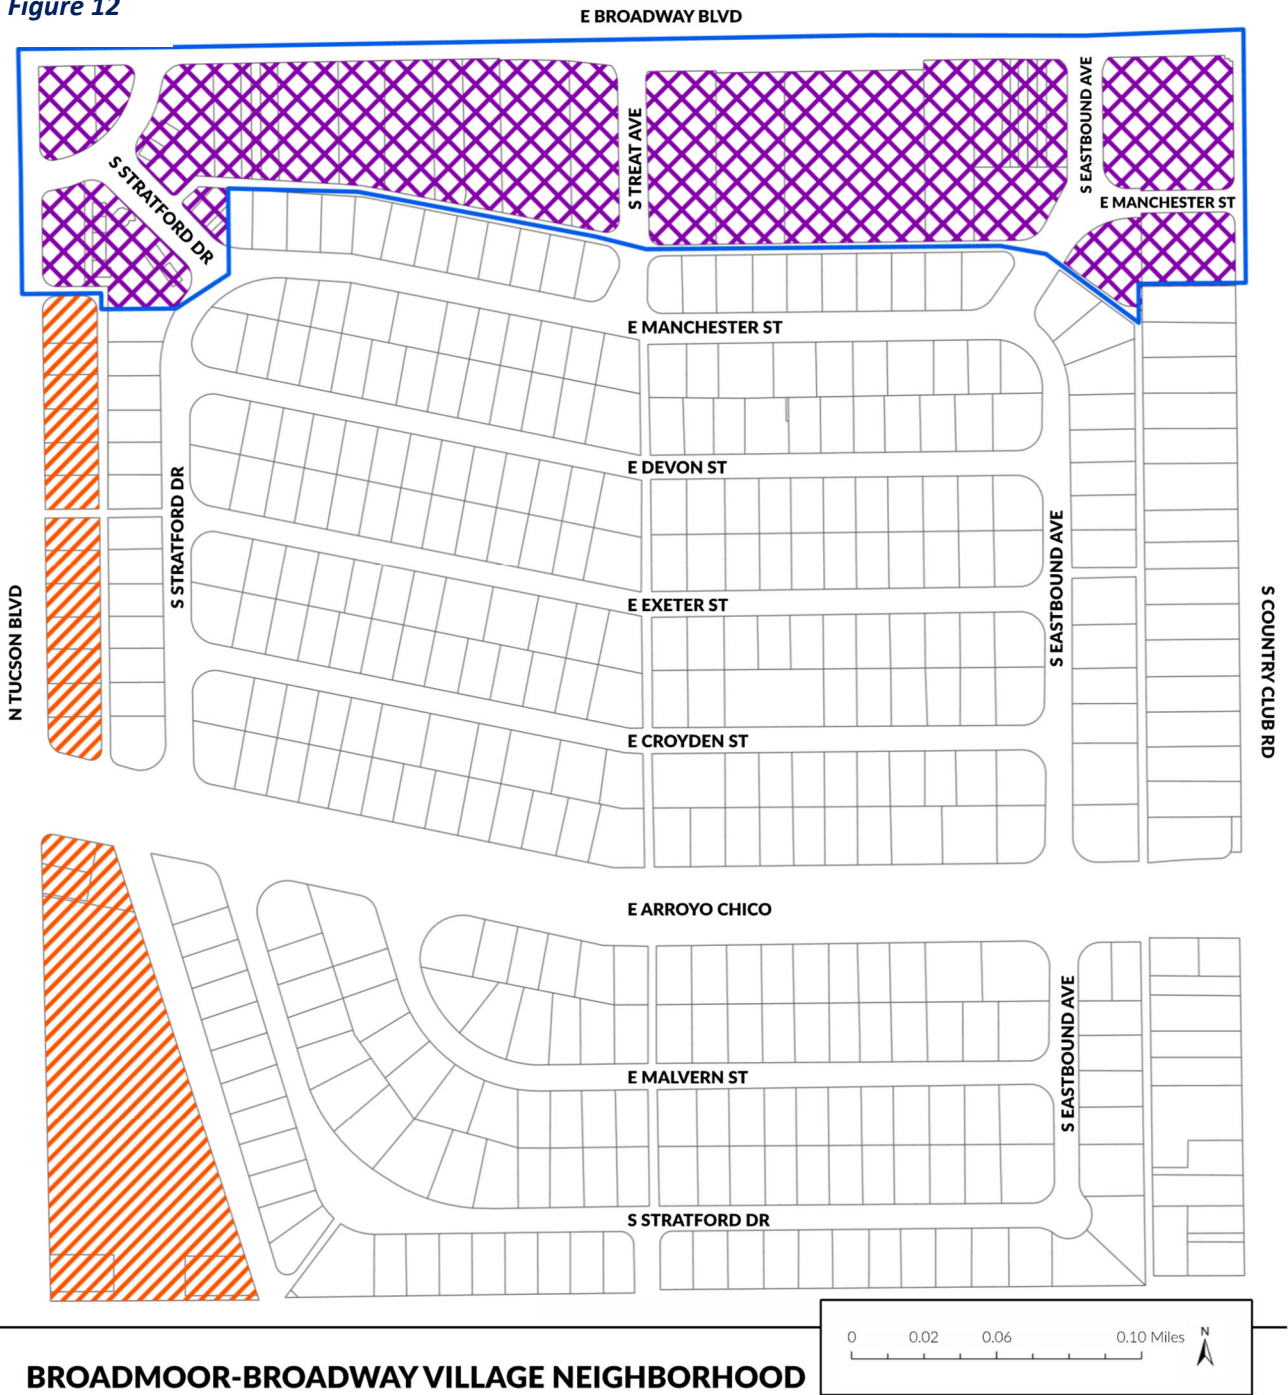 Figure 12
E BROADWAY BLVD
S TREAT AVE
S EASTBOUND AVE
S STRATFORD DR
E MANCHESTER ST
E MANCHESTER ST
E DEVON ST
S STRATFORD DR
S EASTBOUND AVE
N TUCSON BLVD
E EXETER ST
S COUNTRY CLUB RD
E CROYDEN ST
E ARROYO CHICO
S EASTBOUND AVE
E MALVERN ST
S STRATFORD DR
0 0.02 0.06 0.10 Miles
N
BROADMOOR-BROADWAY VILLAGE NEIGHBORHOOD